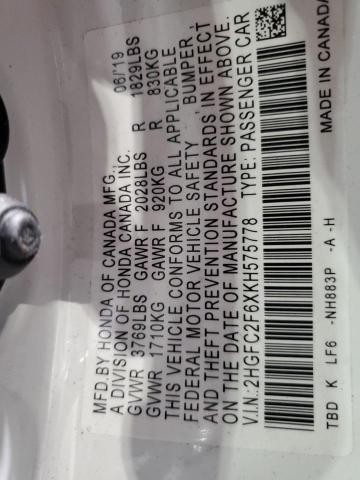 MFD.BY HONDA OF CANADA MFG. 06/'19
A DIVISION OF HONDA CANADA INC.
GVWR 3769LBS GAWR F 2028LBS R 1829LBS
GVWR 1710KG GAWR F 920KG R 830KG
THIS VEHICLE CONFORMS TO ALL APPLICABLE
FEDERAL MOTOR VEHICLE SAFETY, BUMPER,
AND THEFT PREVENTION STANDARDS IN EFFECT
ON THE DATE OF MANUFACTURE SHOWN ABOVE.
V.I.N.:2HGFC2F6XKH575778 TYPE: PASSENGER CAR
TBD K LF6 -NH883P -A -H MADE IN CANADA